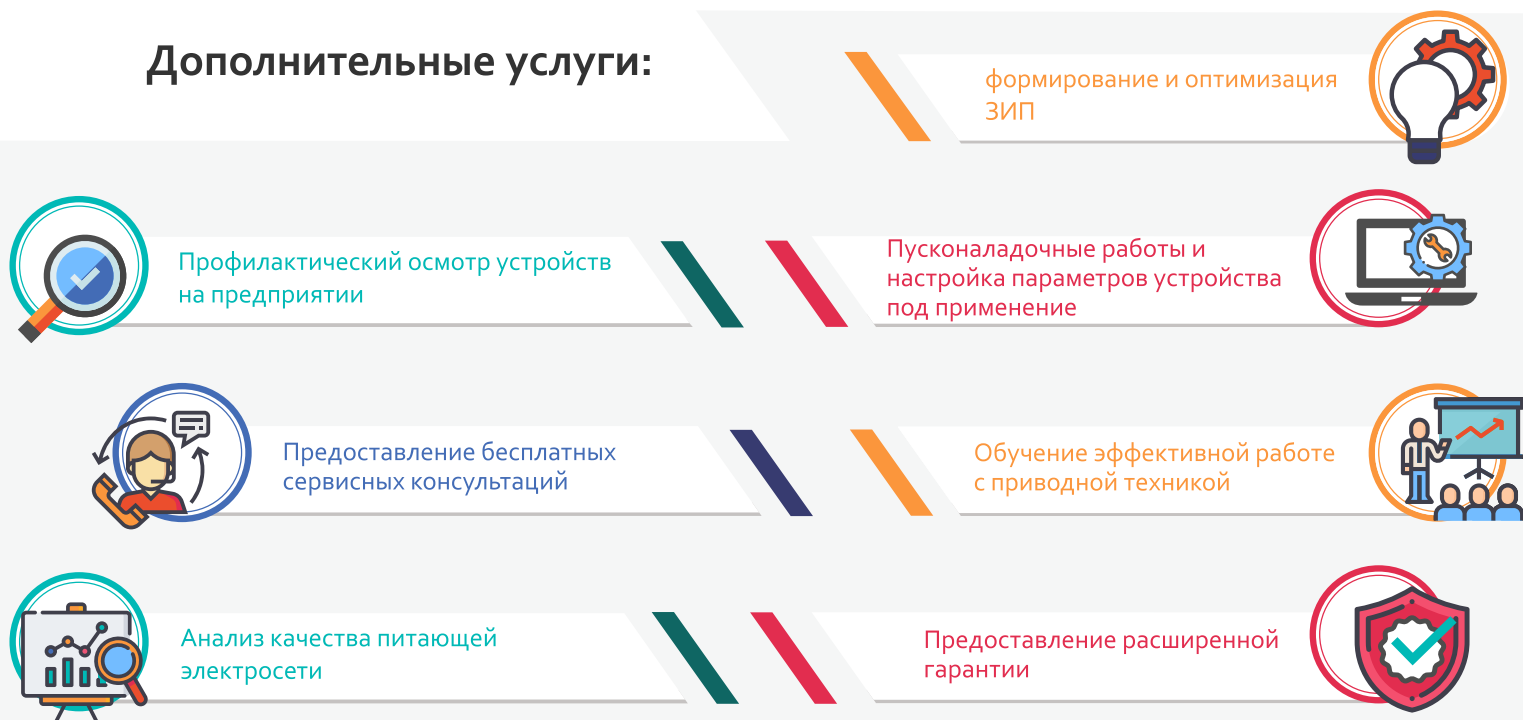 Дополнительные услуги:
формирование и оптимизация
ЗИП
Профилактический осмотр устройств
на предприятии
Пусконаладочные работы и
настройка параметров устройства
под применение
Предоставление бесплатных
сервисных консультаций
Обучение эффективной работе
с приводной техникой
Анализ качества питающей
электросети
Предоставление расширенной
гарантии